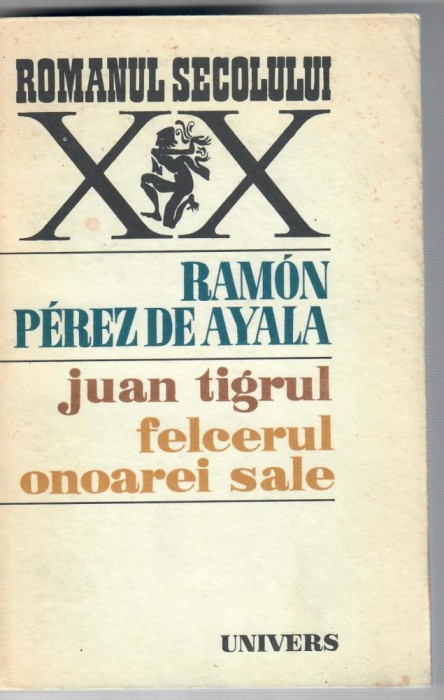 ROMANUL SECOLULUI
XX
RAMÓN
PÉREZ DE AYALA
juan tigrul
felcerul
onoarei sale
UNIVERS